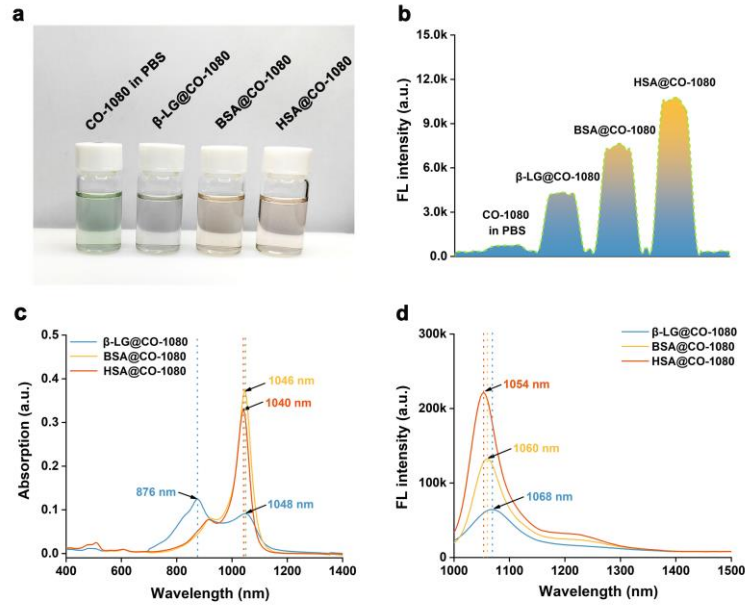 a
CO-1080 in PBS
β-LG@CO-1080
BSA@CO-1080
HSA@CO-1080
b
FL intensity (a.u.)
15.0k
12.0k
9.0k
6.0k
3.0k
0.0
CO-1080
in PBS
β-LG@CO-1080
BSA@CO-1080
HSA@CO-1080
c
Absorption (a.u.)
0.5
0.4
0.3
0.2
0.1
0.0
β-LG@CO-1080
BSA@CO-1080
HSA@CO-1080
1046 nm
1040 nm
876 nm
1048 nm
400 600 800 1000 1200 1400
Wavelength (nm)
d
FL intensity (a.u.)
300k
200k
100k
0
β-LG@CO-1080
BSA@CO-1080
HSA@CO-1080
1054 nm
1060 nm
1068 nm
1000 1100 1200 1300 1400 1500
Wavelength (nm)